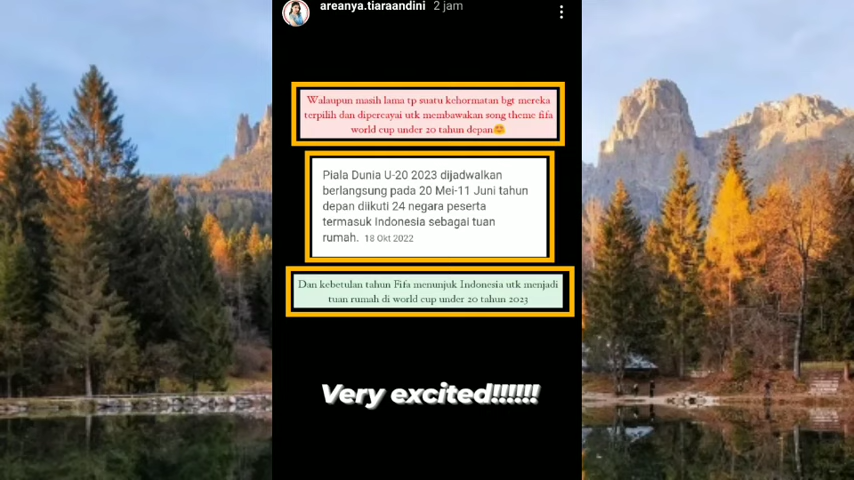 areanya.tiaraandini 2 jam
Walaupun masih lama tp suatu kehormatan bgt mereka
terpilih dan dipercayai utk membawakan song theme fifa
world cup under 20 tahun depan🤗
Piala Dunia U-20 2023 dijadwalkan
berlangsung pada 20 Mei-11 Juni tahun
depan diikuti 24 negara peserta
termasuk Indonesia sebagai tuan
rumah. 18 Okt 2022
Dan kebetulan tahun Fifa menunjuk Indonesia utk menjadi
tuan rumah di world cup under 20 tahun 2023
Very excited!!!!!!